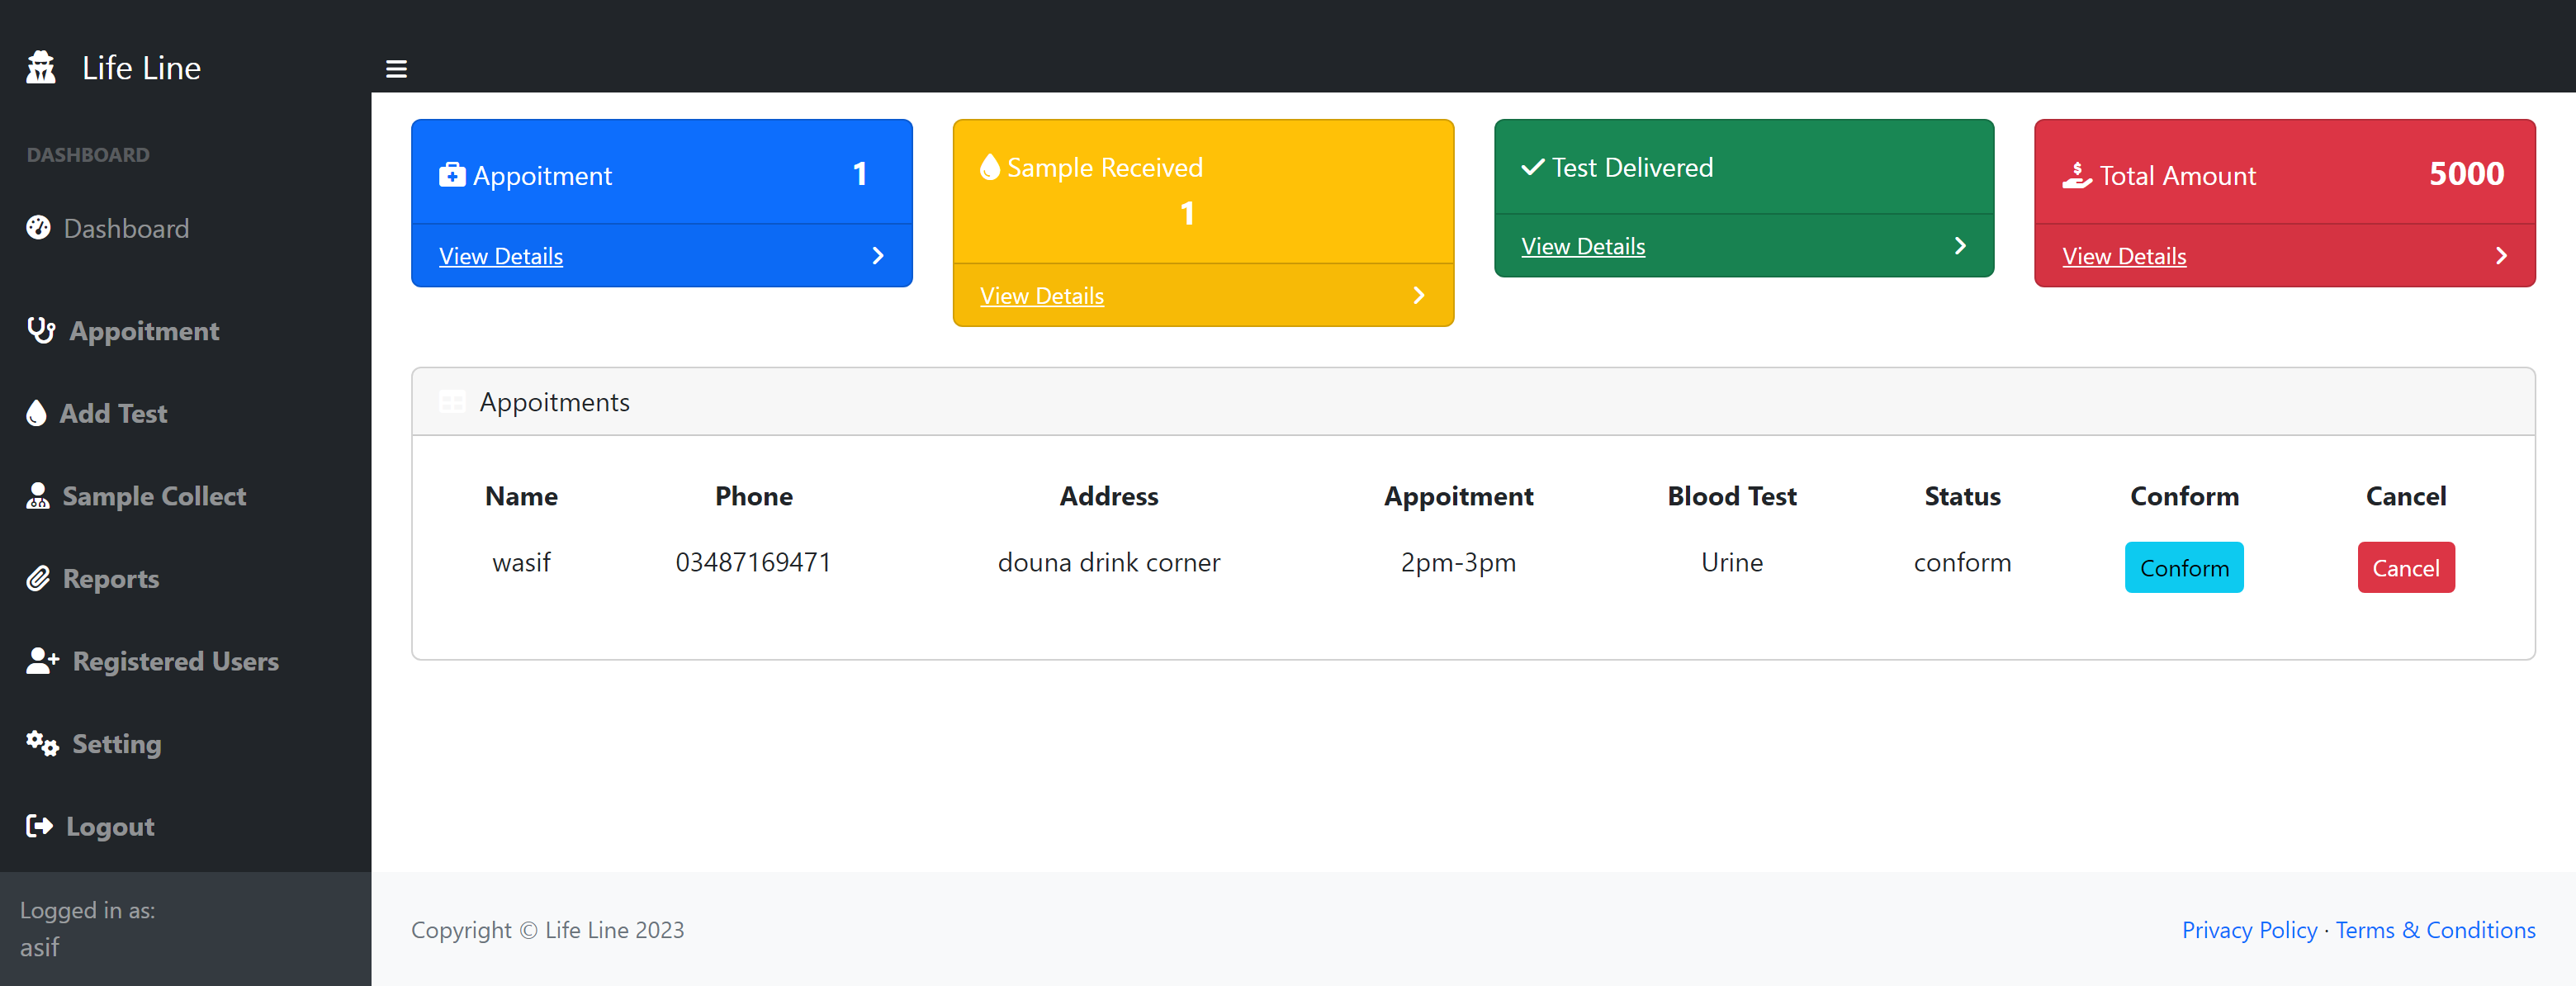 Life Line
DASHBOARD
Dashboard
Appoitment
Add Test
Sample Collect
Reports
Registered Users
Setting
Logout
Logged in as:
asif
Appoitment 1
View Details
Sample Received
1
View Details
Test Delivered
View Details
Total Amount 5000
View Details
Appoitments
Name Phone Address Appoitment Blood Test Status Conform Cancel
wasif 03487169471 douna drink corner 2pm-3pm Urine conform Conform Cancel
Copyright © Life Line 2023
Privacy Policy · Terms & Conditions